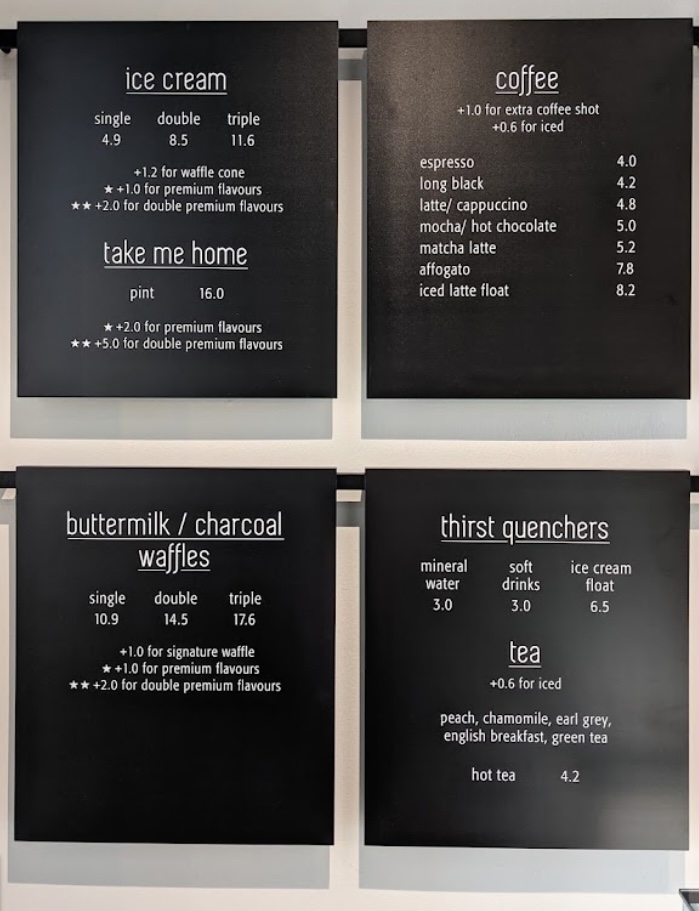 ice cream
single double triple
4.9 8.5 11.6
+1.2 for waffle cone
★ +1.0 for premium flavours
★★ +2.0 for double premium flavours
take me home
pint 16.0
★ +2.0 for premium flavours
★★ +5.0 for double premium flavours
coffee
+1.0 for extra coffee shot
+0.6 for iced
espresso 4.0
long black 4.2
latte/ cappuccino 4.8
mocha/ hot chocolate 5.0
matcha latte 5.2
affogato 7.8
iced latte float 8.2
buttermilk / charcoal
waffles
single double triple
10.9 14.5 17.6
+1.0 for signature waffle
★ +1.0 for premium flavours
★★ +2.0 for double premium flavours
thirst quenchers
mineral soft ice cream
water drinks float
3.0 3.0 6.5
tea
+0.6 for iced
peach, chamomile, earl grey,
english breakfast, green tea
hot tea 4.2